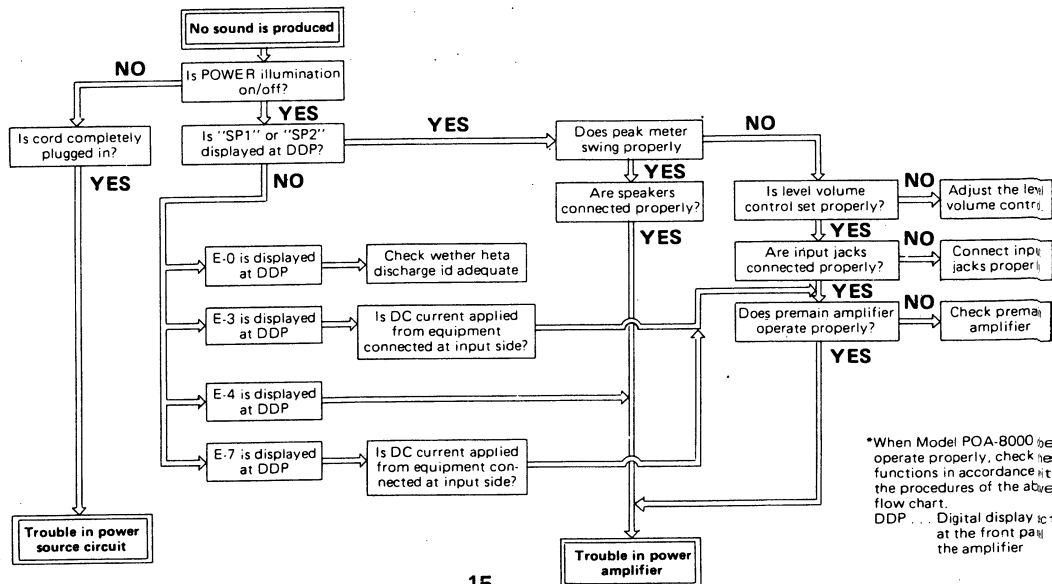 No sound is produced
NO
Is POWER illumination
on/off?
YES
Is cord completely
plugged in?
YES
Is "SP1" or "SP2"
displayed at DDP?
YES
NO
Does peak meter
swing properly
NO
YES
Are speakers
connected properly?
YES
Is level volume
control set properly?
NO
Adjust the
volume
YES
Are input jacks
connected properly?
NO
Connect
jacks
YES
Does premain amplifier
operate properly?
NO
Check
amplifier
YES
E-0 is displayed
at DDP
Check wether heta
discharge id adequate
E-3 is displayed
at DDP
Is DC current applied
from equipment
connected at input side?
E-4 is displayed
at DDP
E-7 is displayed
at DDP
Is DC current applied
from equipment con-
nected at input side?
Trouble in power
source circuit
Trouble in power
amplifier
*When Model POA-8000
operate properly, check
functions in accordance
the procedures of the
flow chart.
DDP . . . Digital display
at the front
the amplifier
15